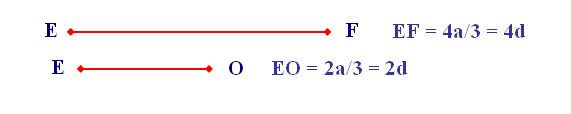 E F EF = 4a/3 = 4d
E O EO = 2a/3 = 2d